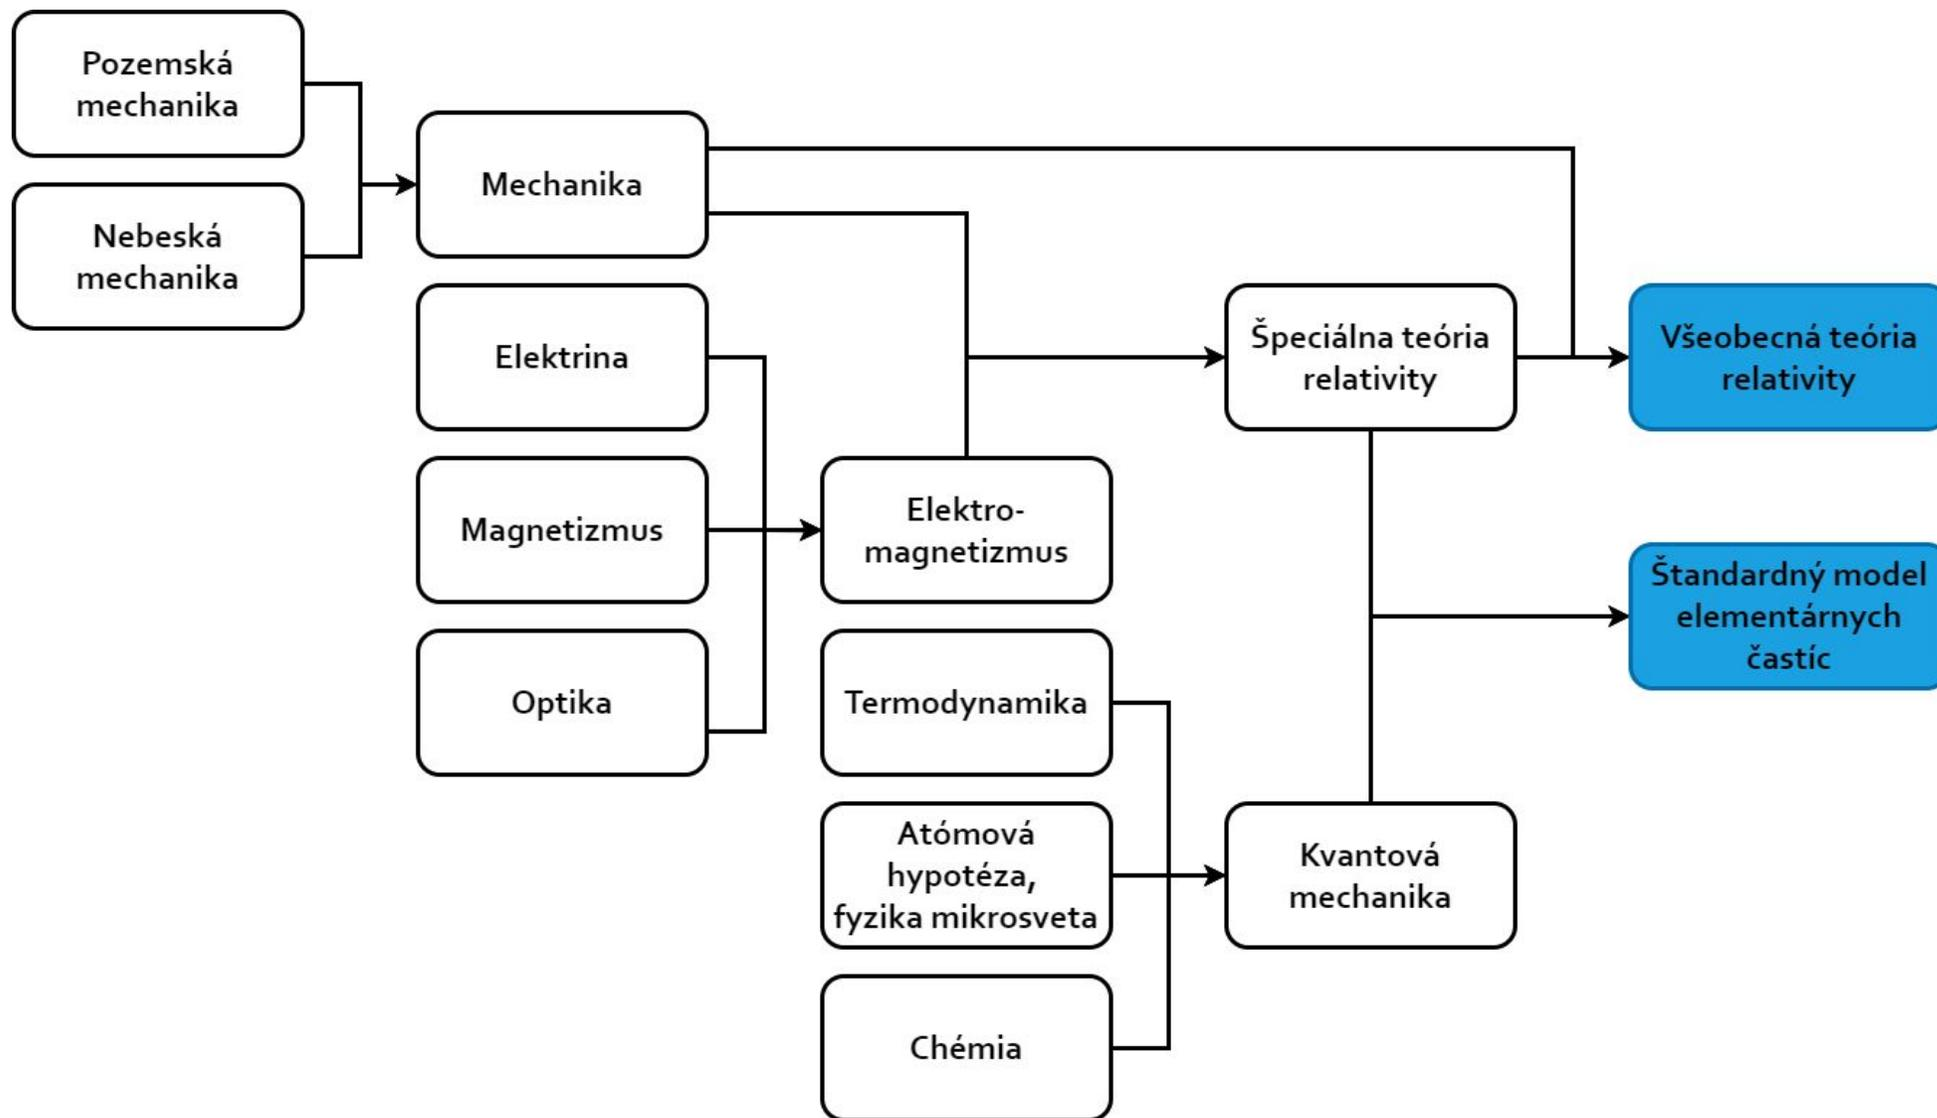 Pozemská
mechanika
Nebeská
mechanika
Mechanika
Elektrina
Magnetizmus
Optika
Elektro-
magnetizmus
Termodynamika
Atómová
hypotéza,
fyzika mikrosveta
Chémia
Špeciálna teória
relativity
Kvantová
mechanika
Všeobecná teória
relativity
Štandardný model
elementárnych
častíc